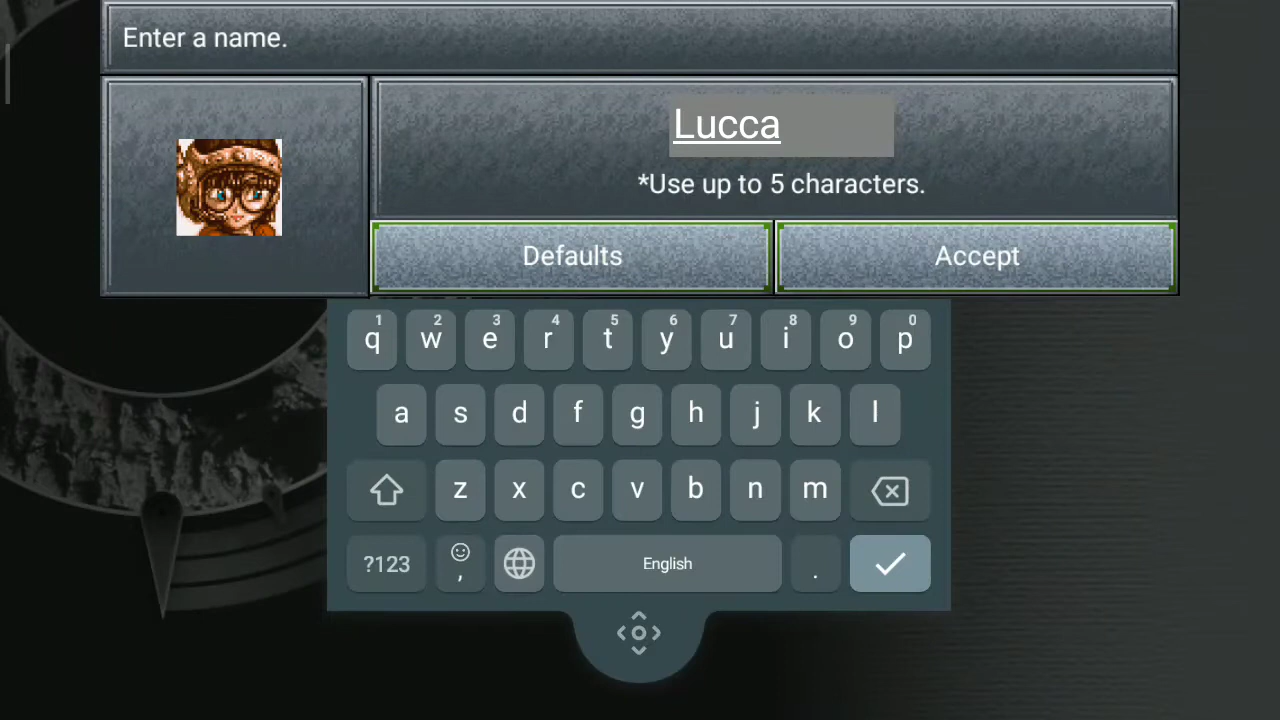 Enter a name.
Lucca
*Use up to 5 characters.
Defaults Accept
1 2 3 4 5 6 7 8 9 0
q w e r t y u i o p
a s d f g h j k l
z x c v b n m
?123 , English .